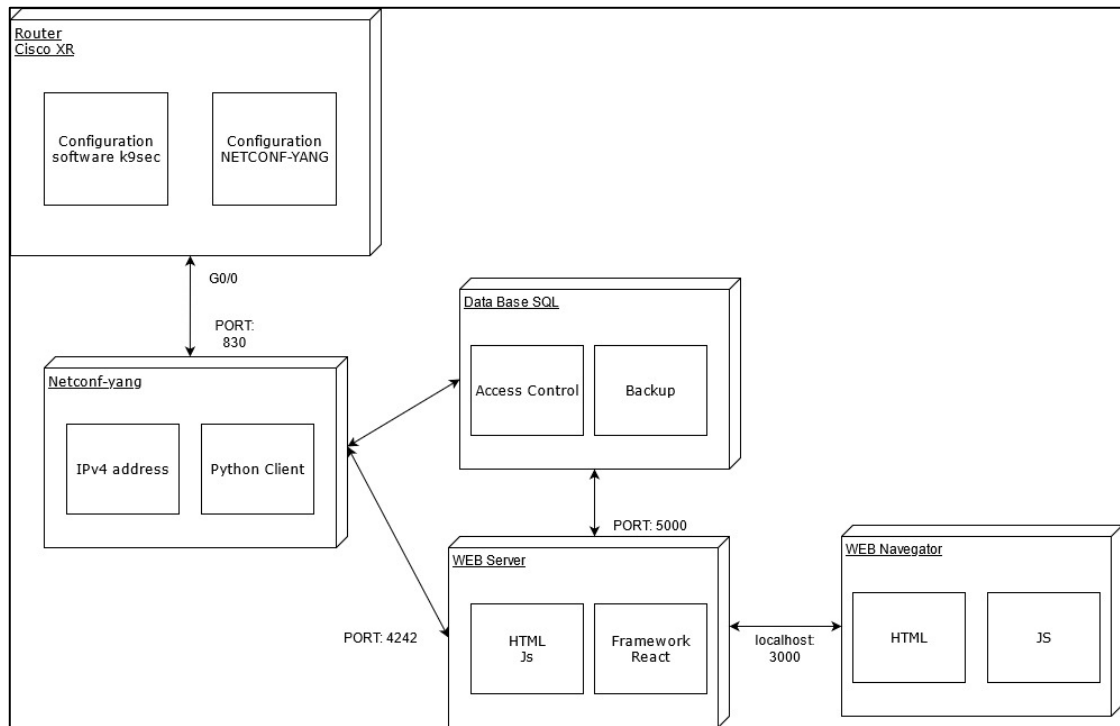 Router
Cisco XR
Configuration
software k9sec
Configuration
NETCONF-YANG
G0/0
PORT:
830
Netconf-yang
IPv4 address
Python Client
Data Base SQL
Access Control
Backup
PORT: 5000
WEB Server
HTML
Js
Framework
React
PORT: 4242
localhost:
3000
WEB Navegator
HTML
JS